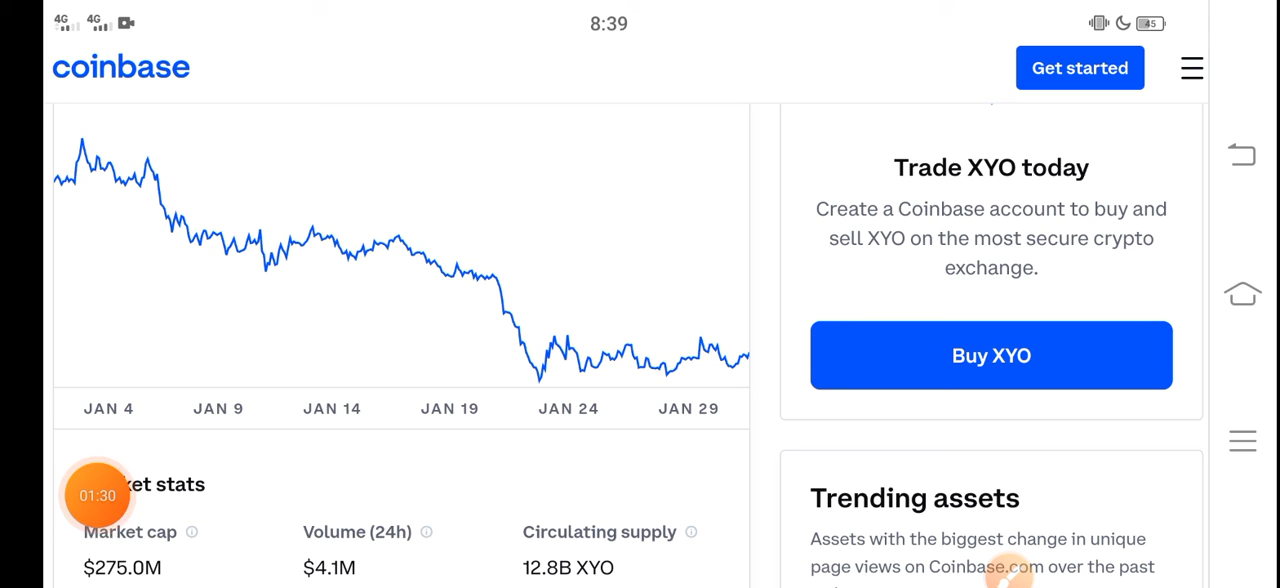 4G 4G
8:39
45
coinbase
Get started
Trade XYO today
Create a Coinbase account to buy and
sell XYO on the most secure crypto
exchange.
Buy XYO
JAN 4 JAN 9 JAN 14 JAN 19 JAN 24 JAN 29
ket stats
01:30
Market cap Volume (24h) Circulating supply
$275.0M $4.1M 12.8B XYO
Trending assets
Assets with the biggest change in unique
page views on Coinbase.com over the past